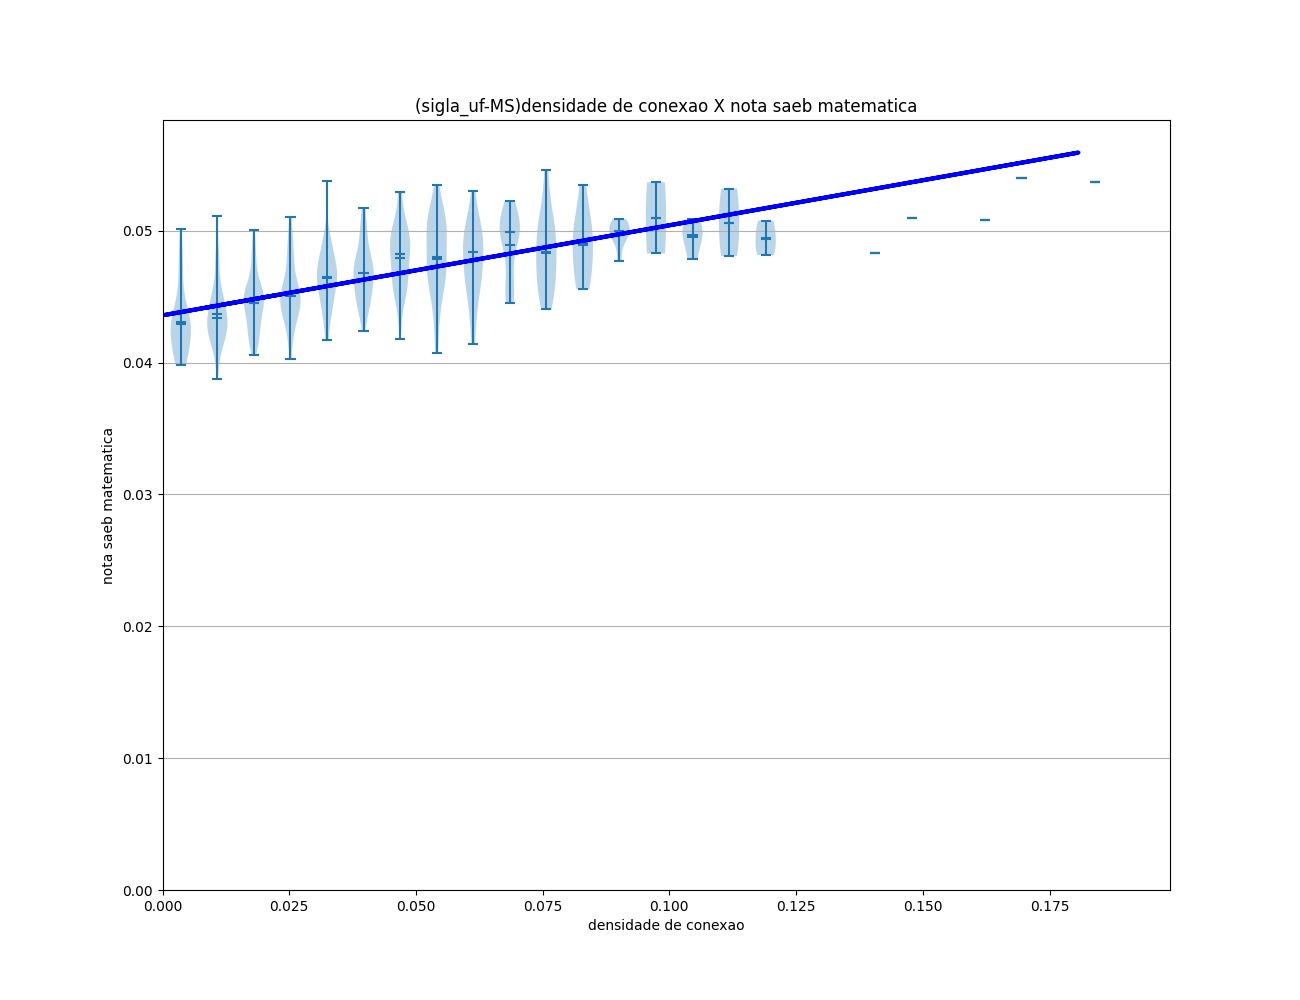 (sigla_uf-MS)densidade de conexao X nota saeb matematica
nota saeb matematica
0.05
0.04
0.03
0.02
0.01
0.00
0.000 0.025 0.050 0.075 0.100 0.125 0.150 0.175
densidade de conexao